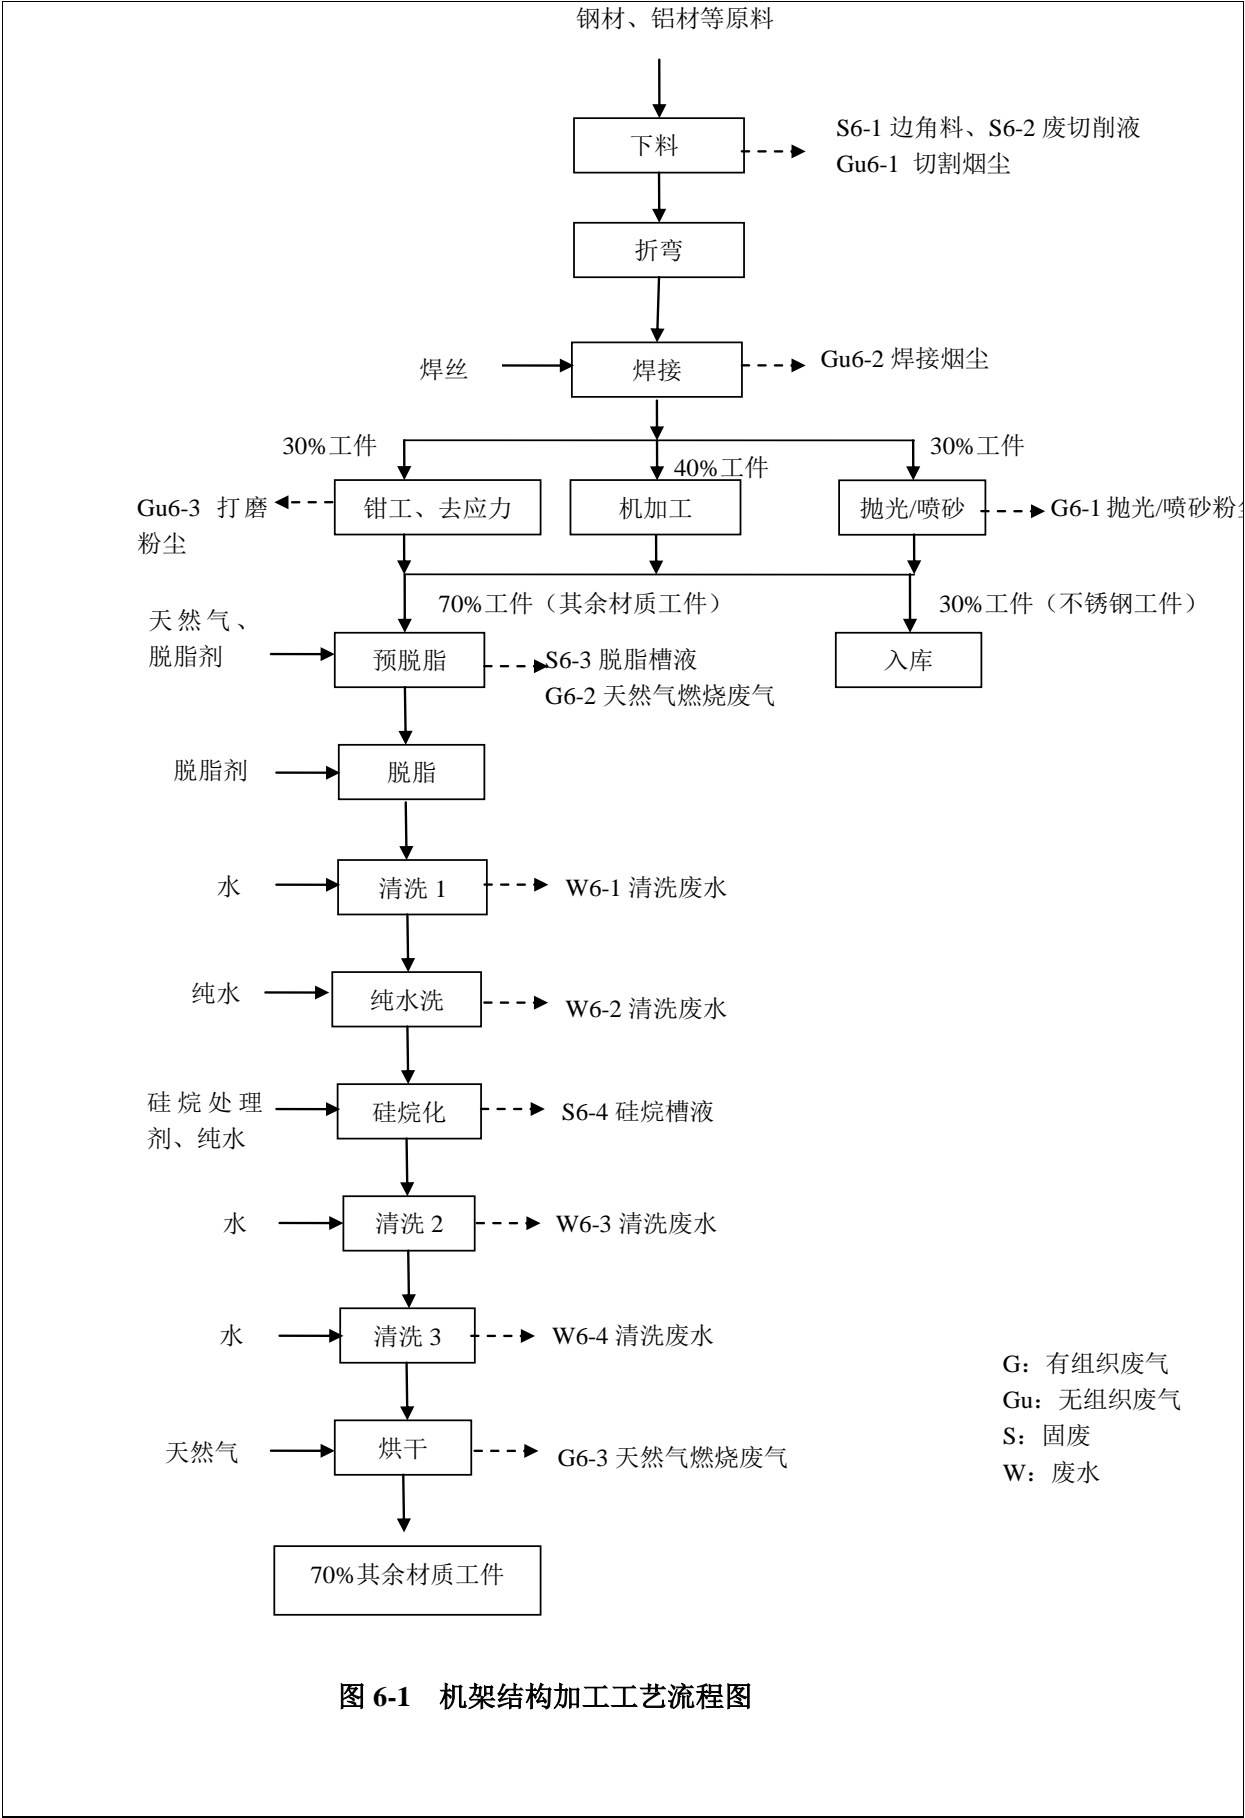 钢材、铝材等原料
下料
S6-1 边角料、S6-2 废切削液
Gu6-1 切割烟尘
折弯
焊丝
焊接
Gu6-2 焊接烟尘
30%工件
40%工件
30%工件
Gu6-3 打磨
粉尘
钳工、去应力
机加工
抛光/喷砂
G6-1 抛光/喷砂粉尘
70%工件（其余材质工件）
30%工件（不锈钢工件）
天然气、
脱脂剂
预脱脂
S6-3 脱脂槽液
G6-2 天然气燃烧废气
入库
脱脂剂
脱脂
水
清洗 1
W6-1 清洗废水
纯水
纯水洗
W6-2 清洗废水
硅烷处理
剂、纯水
硅烷化
S6-4 硅烷槽液
水
清洗 2
W6-3 清洗废水
水
清洗 3
W6-4 清洗废水
G：有组织废气
Gu：无组织废气
S：固废
W：废水
天然气
烘干
G6-3 天然气燃烧废气
70%其余材质工件
图 6-1 机架结构加工工艺流程图